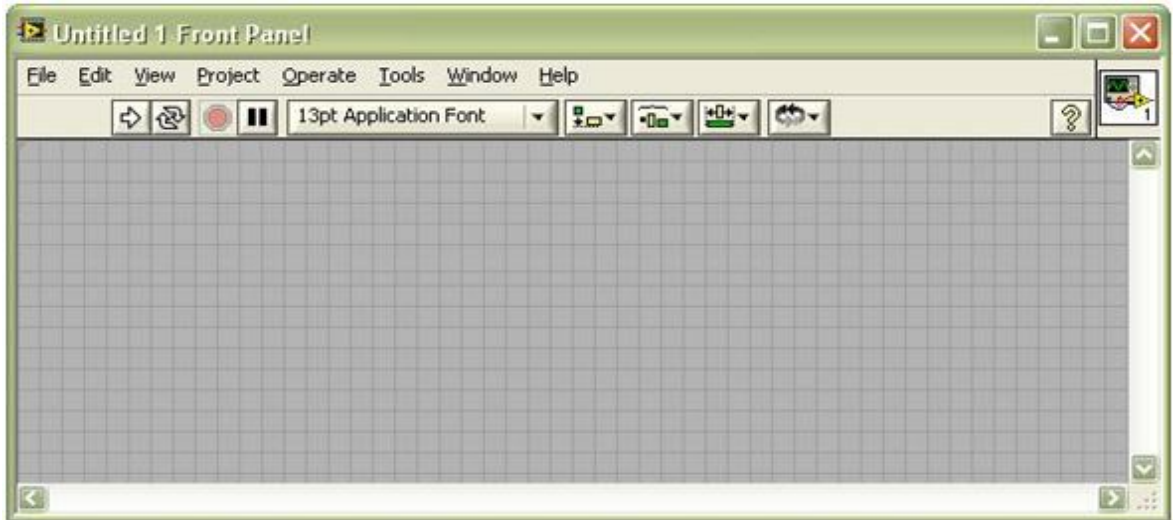 Untitled 1 Front Panel
File Edit View Project Operate Tools Window Help
13pt Application Font ?
1